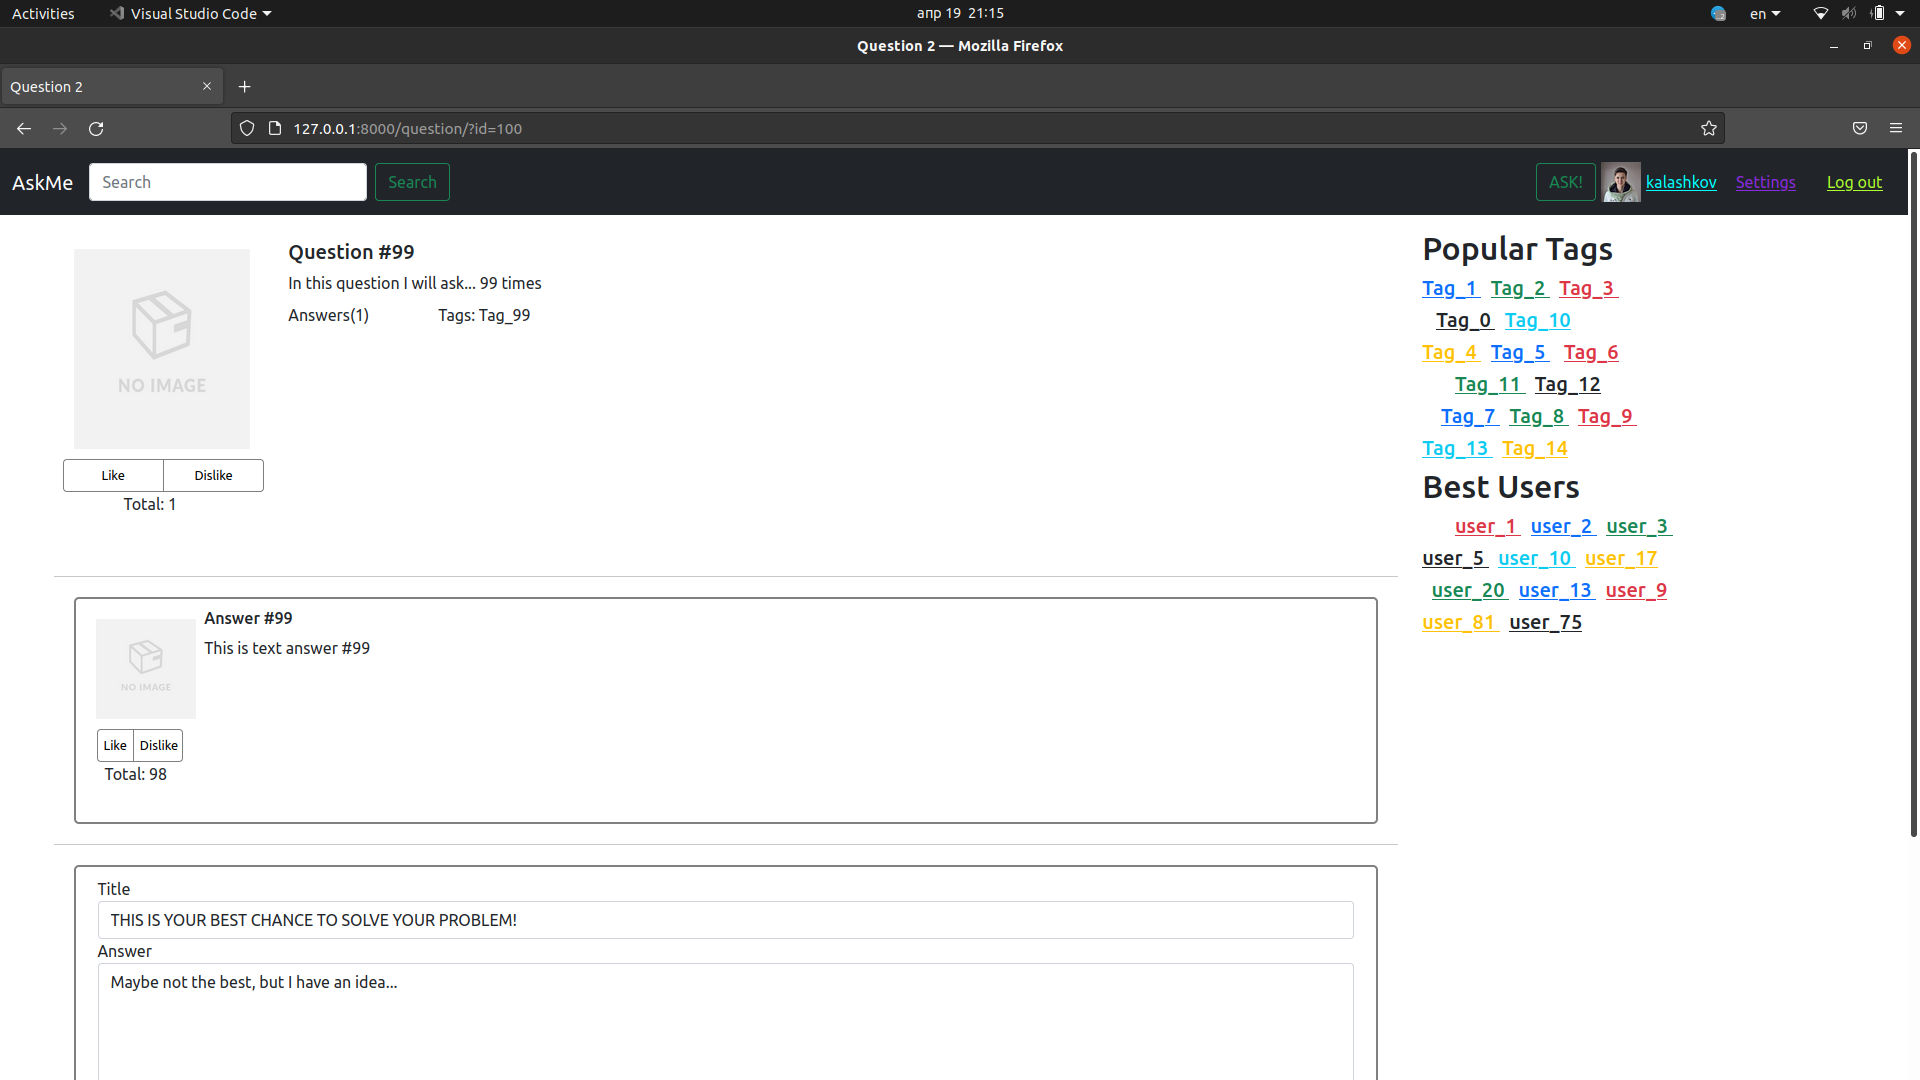 Activities Visual Studio Code апр 19 21:15 en
Question 2 — Mozilla Firefox
Question 2
127.0.0.1:8000/question/?id=100
AskMe Search Search ASK! kalashkov Settings Log out
Question #99
In this question I will ask... 99 times
Answers(1) Tags: Tag_99
NO IMAGE
Like Dislike
Total: 1
Answer #99
This is text answer #99
NO IMAGE
Like Dislike
Total: 98
Title
THIS IS YOUR BEST CHANCE TO SOLVE YOUR PROBLEM!
Answer
Maybe not the best, but I have an idea...
Popular Tags
Tag_1 Tag_2 Tag_3
Tag_0 Tag_10
Tag_4 Tag_5 Tag_6
Tag_11 Tag_12
Tag_7 Tag_8 Tag_9
Tag_13 Tag_14
Best Users
user_1 user_2 user_3
user_5 user_10 user_17
user_20 user_13 user_9
user_81 user_75